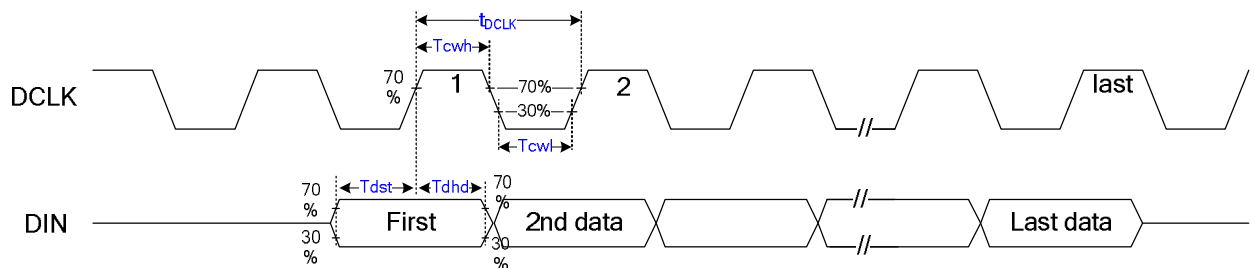 tDCLK
Tcwh
DCLK
70
%
1
70%
30%
2
last
//
Tcwl
Tdst
Tdhd
70
%
70
%
DIN
First
2nd data
//
//
Last data
30
%
30
%